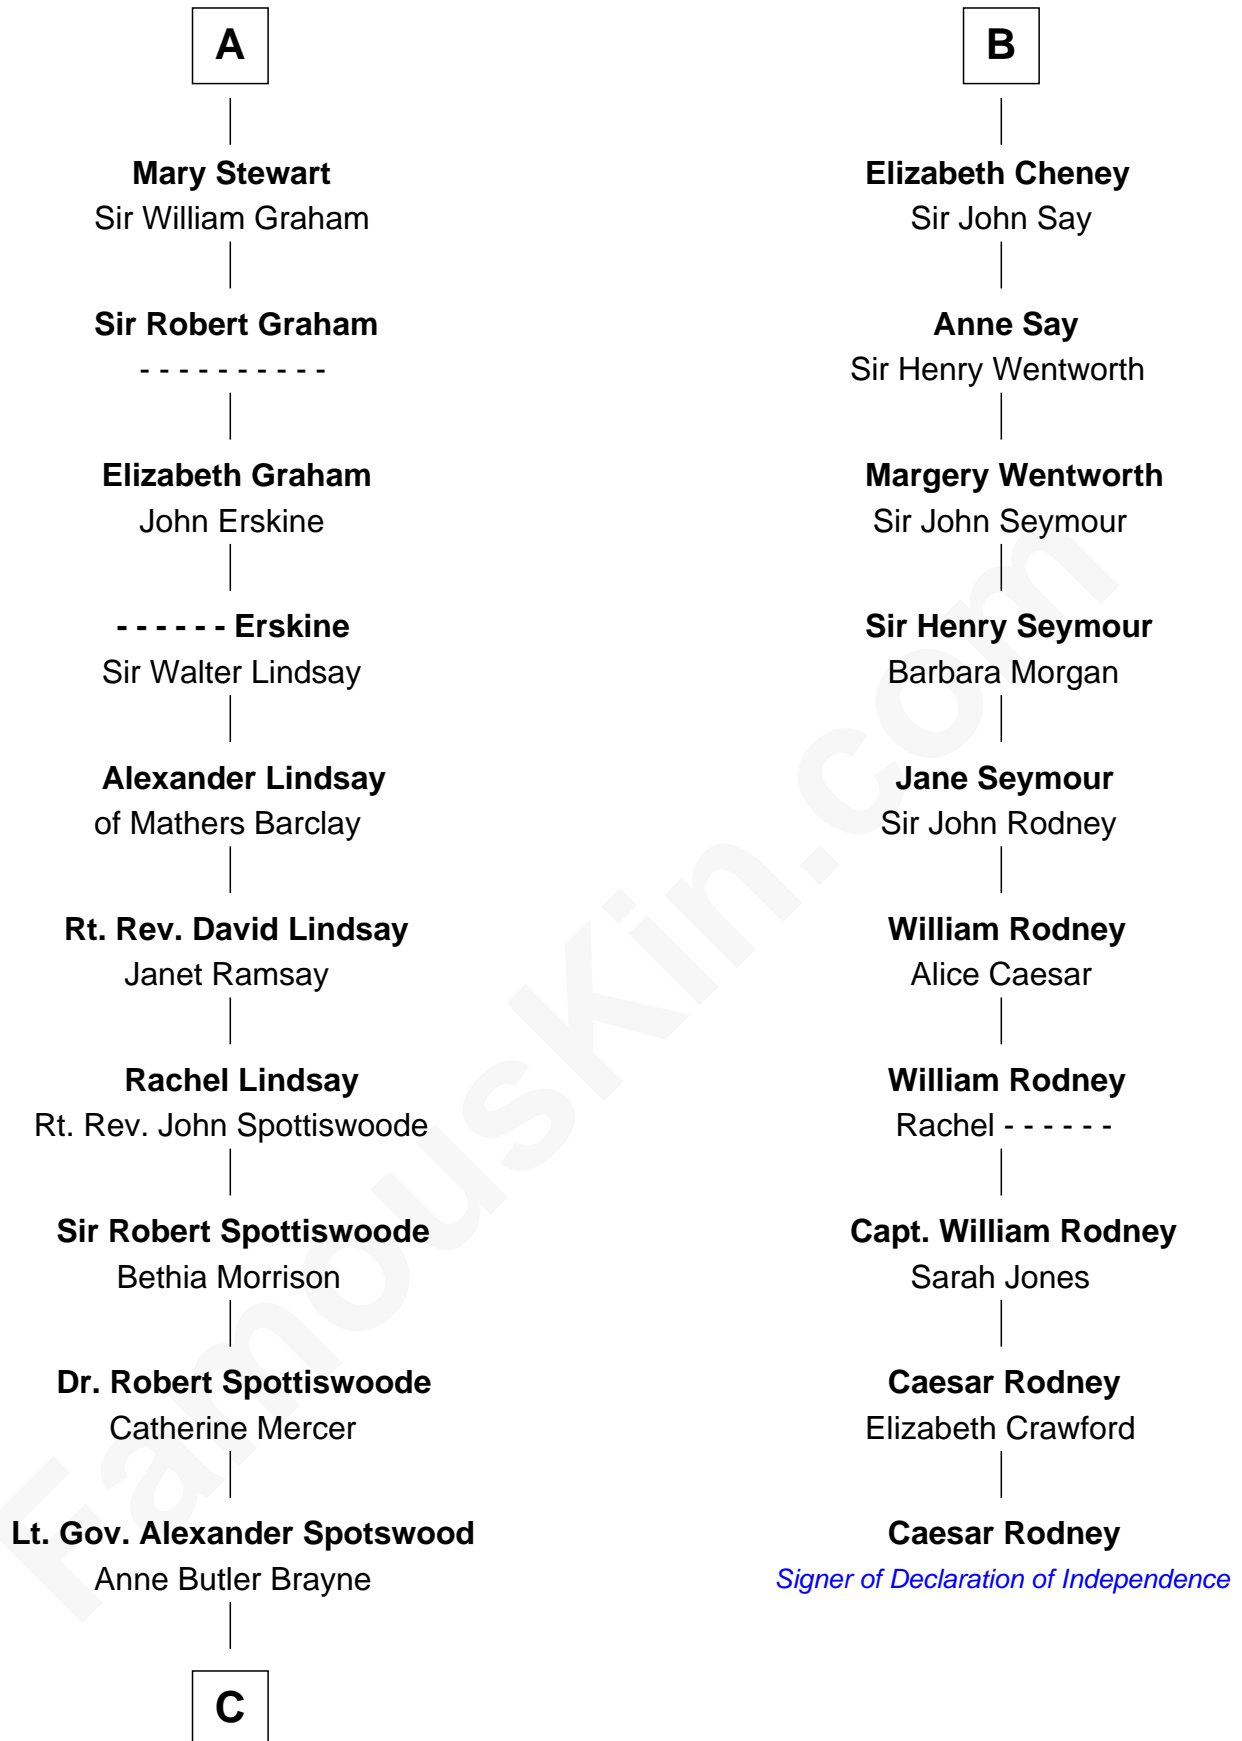 A
Mary Stewart
Sir William Graham
Sir Robert Graham
- - - - - - - - - -
Elizabeth Graham
John Erskine
- - - - - - Erskine
Sir Walter Lindsay
Alexander Lindsay
of Mathers Barclay
Rt. Rev. David Lindsay
Janet Ramsay
Rachel Lindsay
Rt. Rev. John Spottiswoode
Sir Robert Spottiswoode
Bethia Morrison
Dr. Robert Spottiswoode
Catherine Mercer
Lt. Gov. Alexander Spotswood
Anne Butler Brayne
C
B
Elizabeth Cheney
Sir John Say
Anne Say
Sir Henry Wentworth
Margery Wentworth
Sir John Seymour
Sir Henry Seymour
Barbara Morgan
Jane Seymour
Sir John Rodney
William Rodney
Alice Caesar
William Rodney
Rachel - - - - - -
Capt. William Rodney
Sarah Jones
Caesar Rodney
Elizabeth Crawford
Caesar Rodney
Signer of Declaration of Independence
FamousKin.com